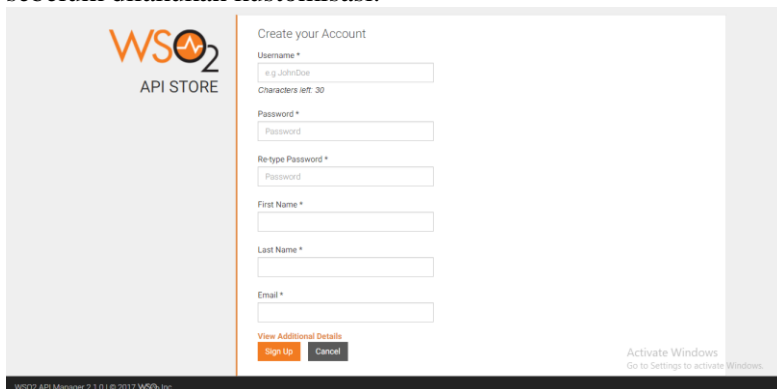 WSO2
API STORE
Create your Account
Username *
e.g JohnDoe
Characters left: 30
Password *
Password
Re-type Password *
Password
First Name *
Last Name *
Email *
View Additional Details
Sign Up
Cancel
Activate Windows
Go to Settings to activate Windows.
WSO2 API Manager 2.1.0 | © 2017 WSO2 Inc